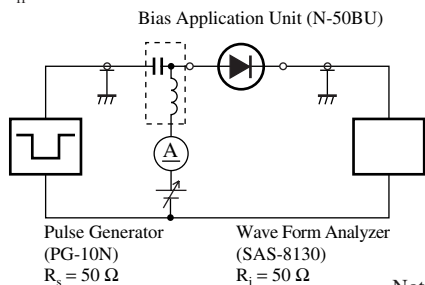 Bias Application Unit (N-50BU)
A
Pulse Generator
(PG-10N)
Rs = 50 Ω
Wave Form Analyzer
(SAS-8130)
Ri = 50 Ω